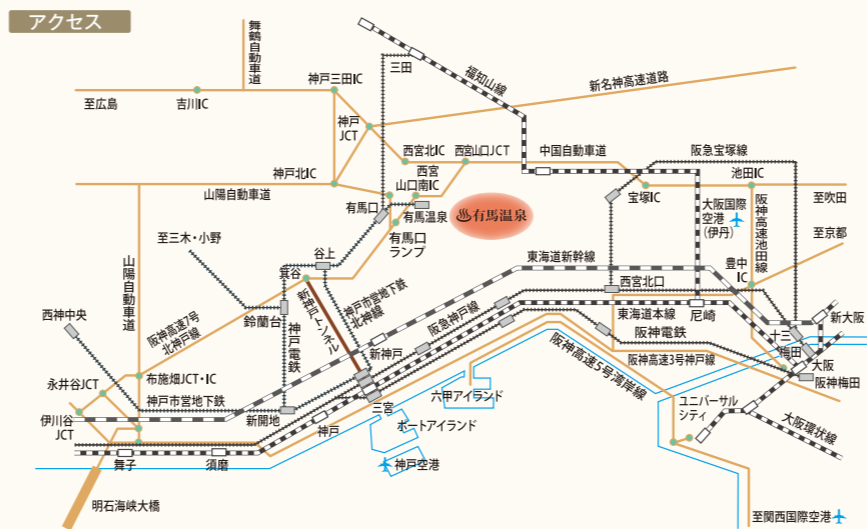 アクセス
舞鶴自動車道
三田
福知山線
新名神高速道路
神戸三田IC
至広島
吉川IC
神戸
JCT
西宮北IC
西宮山口JCT
中国自動車道
阪急宝塚線
池田IC
神戸北IC
西宮
山口南IC
山陽自動車道
宝塚IC
大阪国際
空港
(伊丹)
阪神高速池田線
至吹田
有馬口
有馬温泉
有馬温泉
有馬口
ランプ
至京都
至三木・小野
谷上
東海道新幹線
豊中
IC
箕谷
西宮北口
山陽自動車道
西神中央
阪神高速7号
北神戸線
鈴蘭台
神戸電鉄
新神戸トンネル
神戸市営地下鉄
北神線
阪急神戸線
東海道本線
尼崎
新大阪
新神戸
阪神電鉄
十三
梅田
大阪
永井谷JCT
布施畑JCT・IC
阪神高速5号湾岸線
阪神高速3号神戸線
阪神梅田
神戸市営地下鉄
六甲アイランド
ユニバーサル
シティ
伊川谷
JCT
新開地
三宮
神戸
ポートアイランド
大阪環状線
舞子
須磨
神戸空港
明石海峡大橋
至関西国際空港